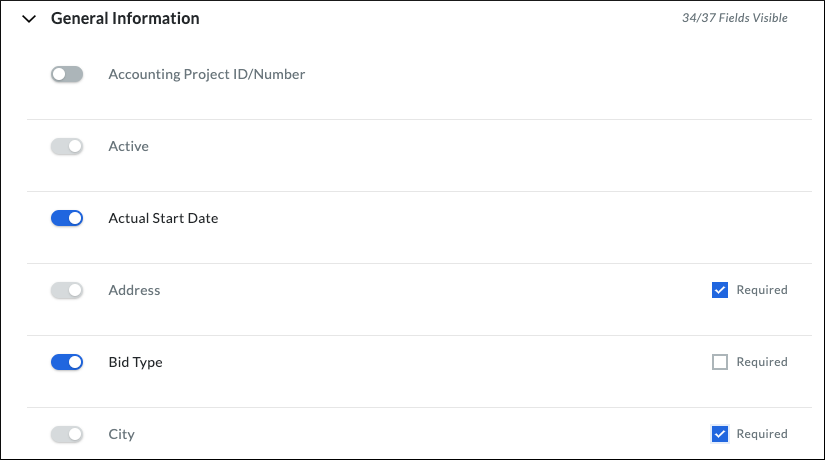 General Information
34/37 Fields Visible
Accounting Project ID/Number
Active
Actual Start Date
Address
Required
Bid Type
Required
City
Required